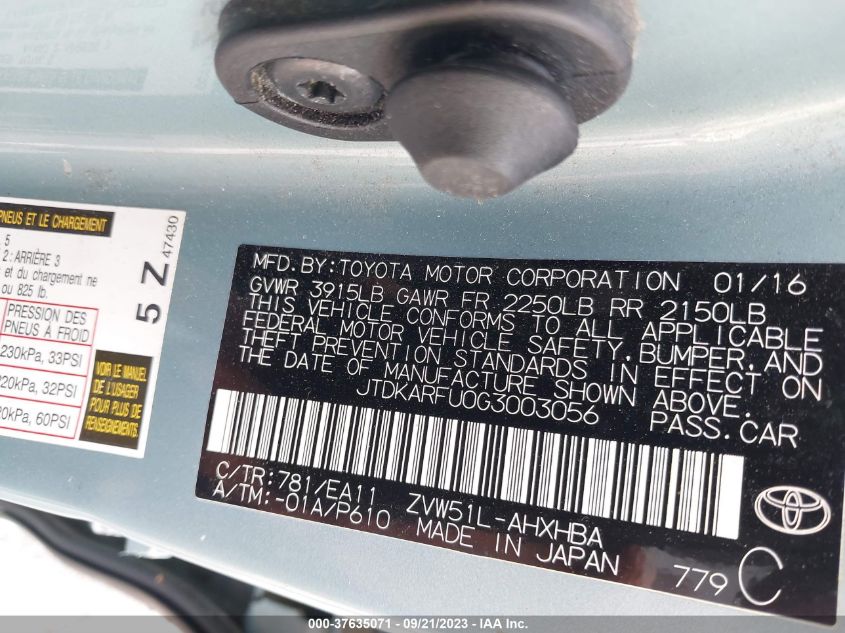 PNEUS ET LE CHARGEMENT
5
2 : ARRIÈRE 3
et du chargement ne
ou 825 lb.
PRESSION DES
PNEUS À FROID
230kPa, 33PSI
220kPa, 32PSI
20kPa, 60PSI
VOIR LE MANUEL
DE L'USAGER
POUR PLUS DE
RENSEIGNEMENTS.
5 Z 47430
MFD. BY: TOYOTA MOTOR CORPORATION 01/16
GVWR 3915LB GAWR FR 2250LB RR 2150LB
THIS VEHICLE CONFORMS TO ALL APPLICABLE
FEDERAL MOTOR VEHICLE SAFETY, BUMPER, AND
THEFT PREVENTION STANDARDS IN EFFECT ON
THE DATE OF MANUFACTURE SHOWN ABOVE.
JTDKARFU0G3003056 PASS. CAR
C/TR: 781/EA11 ZVW51L-AHXHBA
A/TM: -01A/P610 MADE IN JAPAN
779 C
TOYOTA
000-37635071 - 09/21/2023 - IAA Inc.